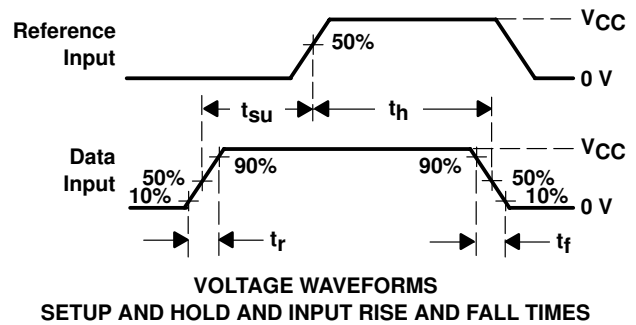 Reference
Input
50%
VCC
0 V
tsu
th
Data
Input
50%
10%
90%
90%
50%
10%
VCC
0 V
tr
tf
VOLTAGE WAVEFORMS
SETUP AND HOLD AND INPUT RISE AND FALL TIMES